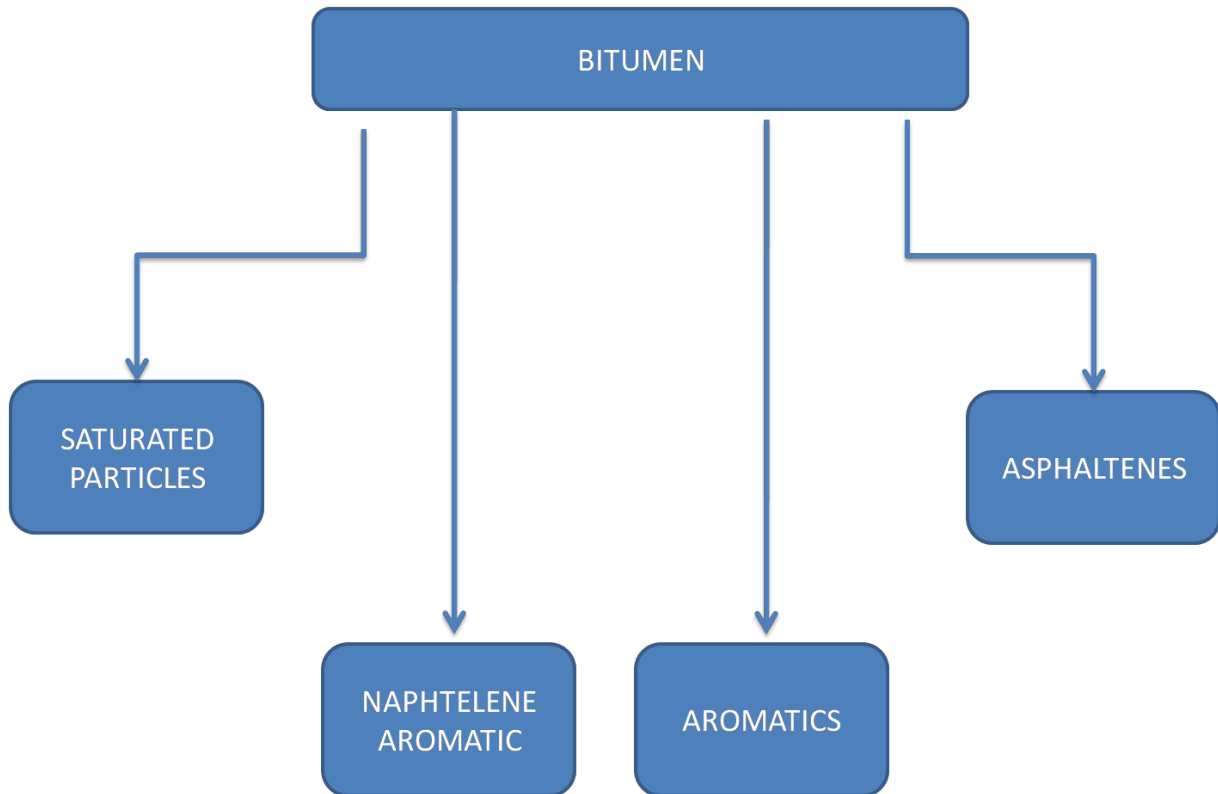 BITUMEN
SATURATED
PARTICLES
ASPHALTENES
NAPHTELENE
AROMATIC
AROMATICS